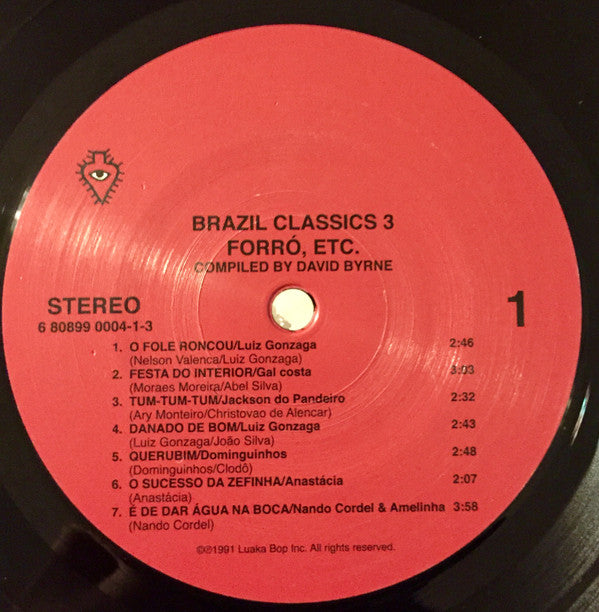 BRAZIL CLASSICS 3
FORRÓ, ETC.
COMPILED BY DAVID BYRNE
STEREO
1
6 80899 0004-1-3
1. O FOLE RONCOU/Luiz Gonzaga 2:46
(Nelson Valenca/Luiz Gonzaga)
2. FESTA DO INTERIOR/Gal costa 3:03
(Moraes Moreira/Abel Silva)
3. TUM-TUM-TUM/Jackson do Pandeiro 2:32
(Ary Monteiro/Christovao de Alencar)
4. DANADO DE BOM/Luiz Gonzaga 2:43
(Luiz Gonzaga/João Silva)
5. QUERUBIM/Dominguinhos 2:48
(Dominguinhos/Clodô)
6. O SUCESSO DA ZEFINHA/Anastácia 2:07
(Anastácia)
7. É DE DAR ÁGUA NA BOCA/Nando Cordel & Amelinha 3:58
(Nando Cordel)
©℗1991 Luaka Bop Inc. All rights reserved.